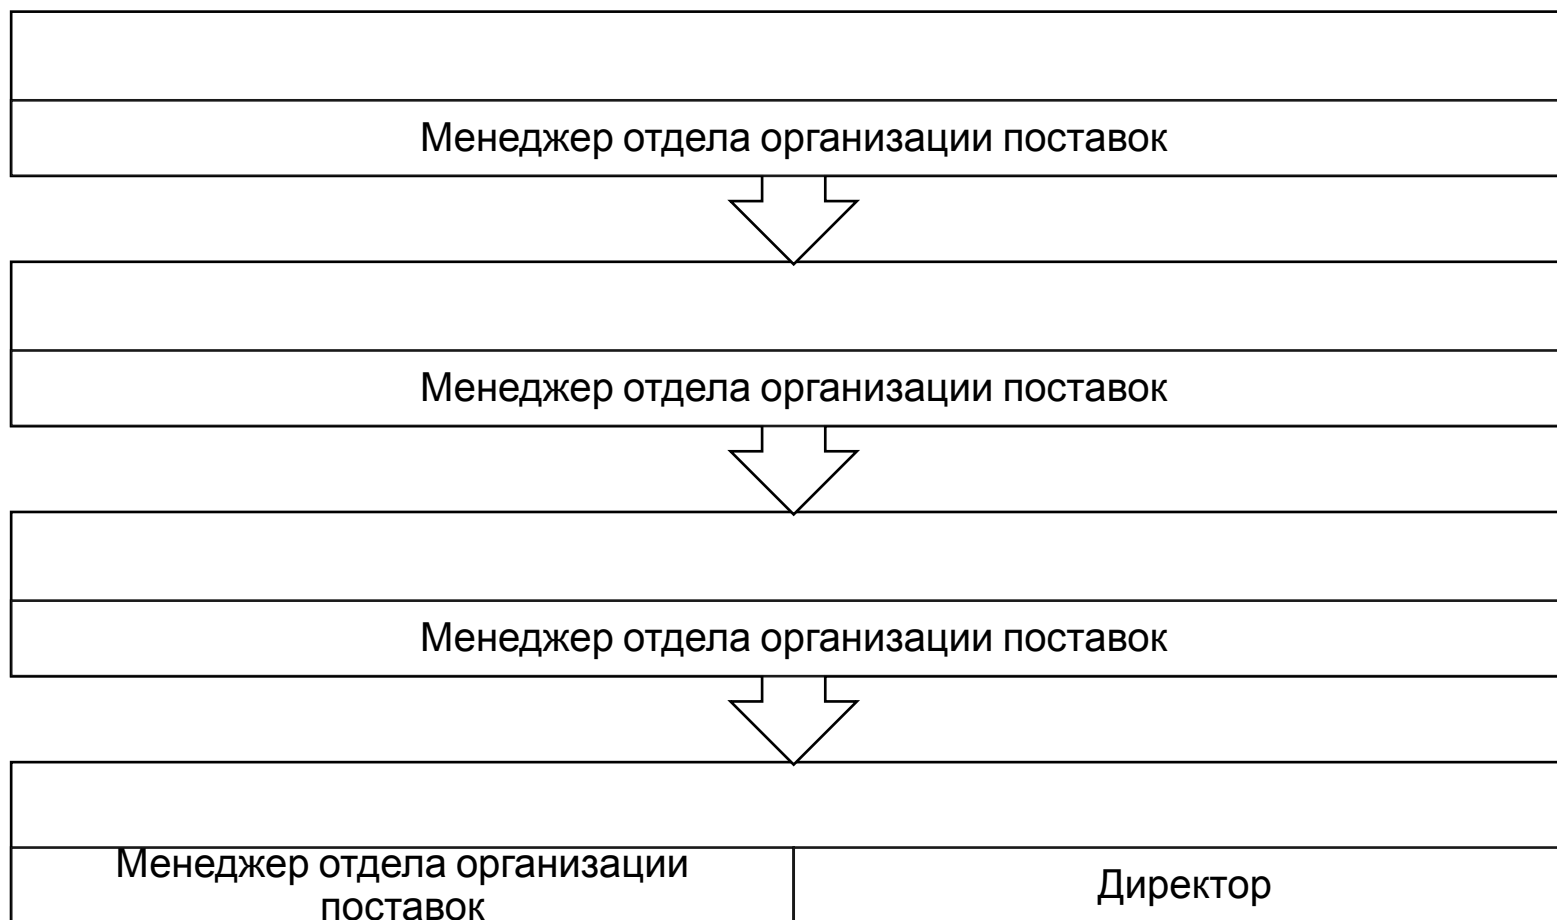 Менеджер отдела организации поставок
Менеджер отдела организации поставок
Менеджер отдела организации поставок
Менеджер отдела организации
поставок
Директор